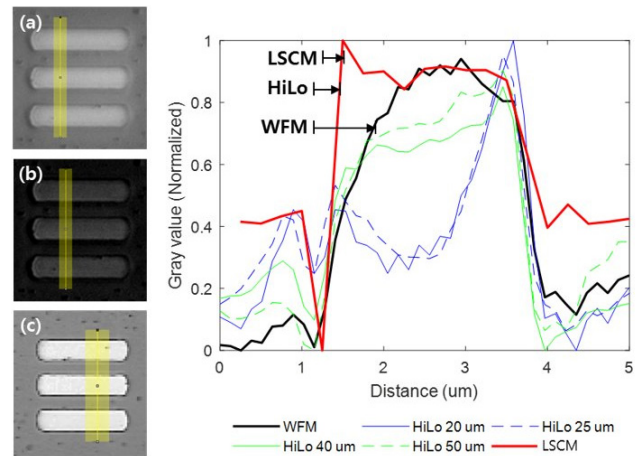 (a)
(b)
(c)
Gray value (Normalized)
1
0.8
0.6
0.4
0.2
0
LSCM
HiLo
WFM
0 1 2 3 4 5
Distance (um)
WFM HiLo 20 um HiLo 25 um
HiLo 40 um HiLo 50 um LSCM